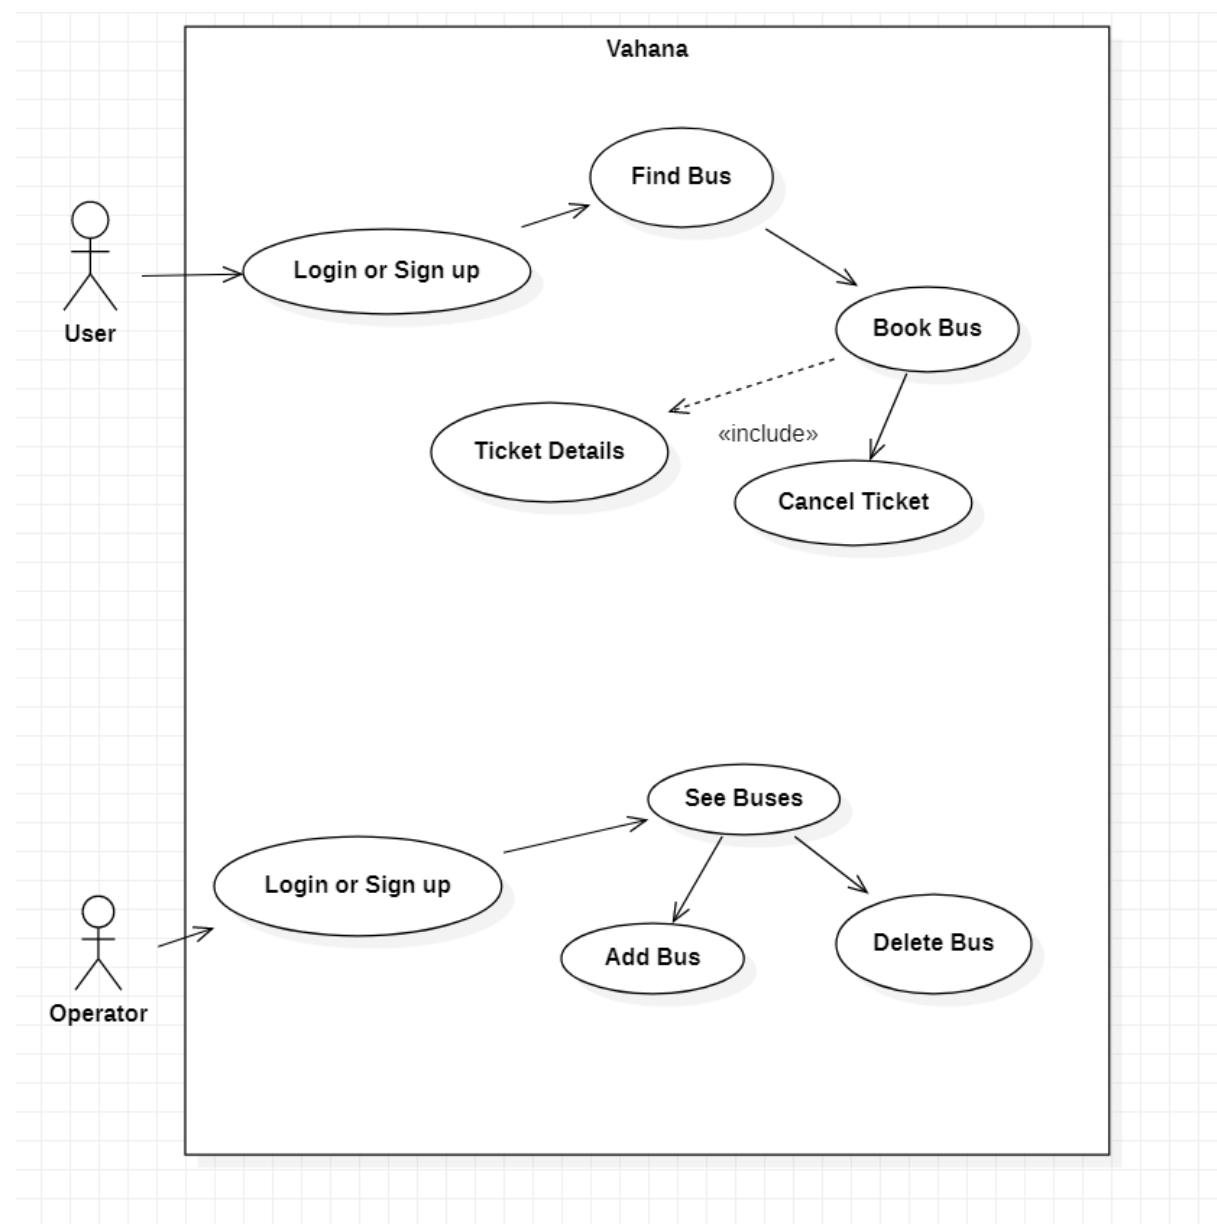 Vahana
Find Bus
Login or Sign up
User
Book Bus
«include»
Ticket Details
Cancel Ticket
See Buses
Login or Sign up
Add Bus
Delete Bus
Operator